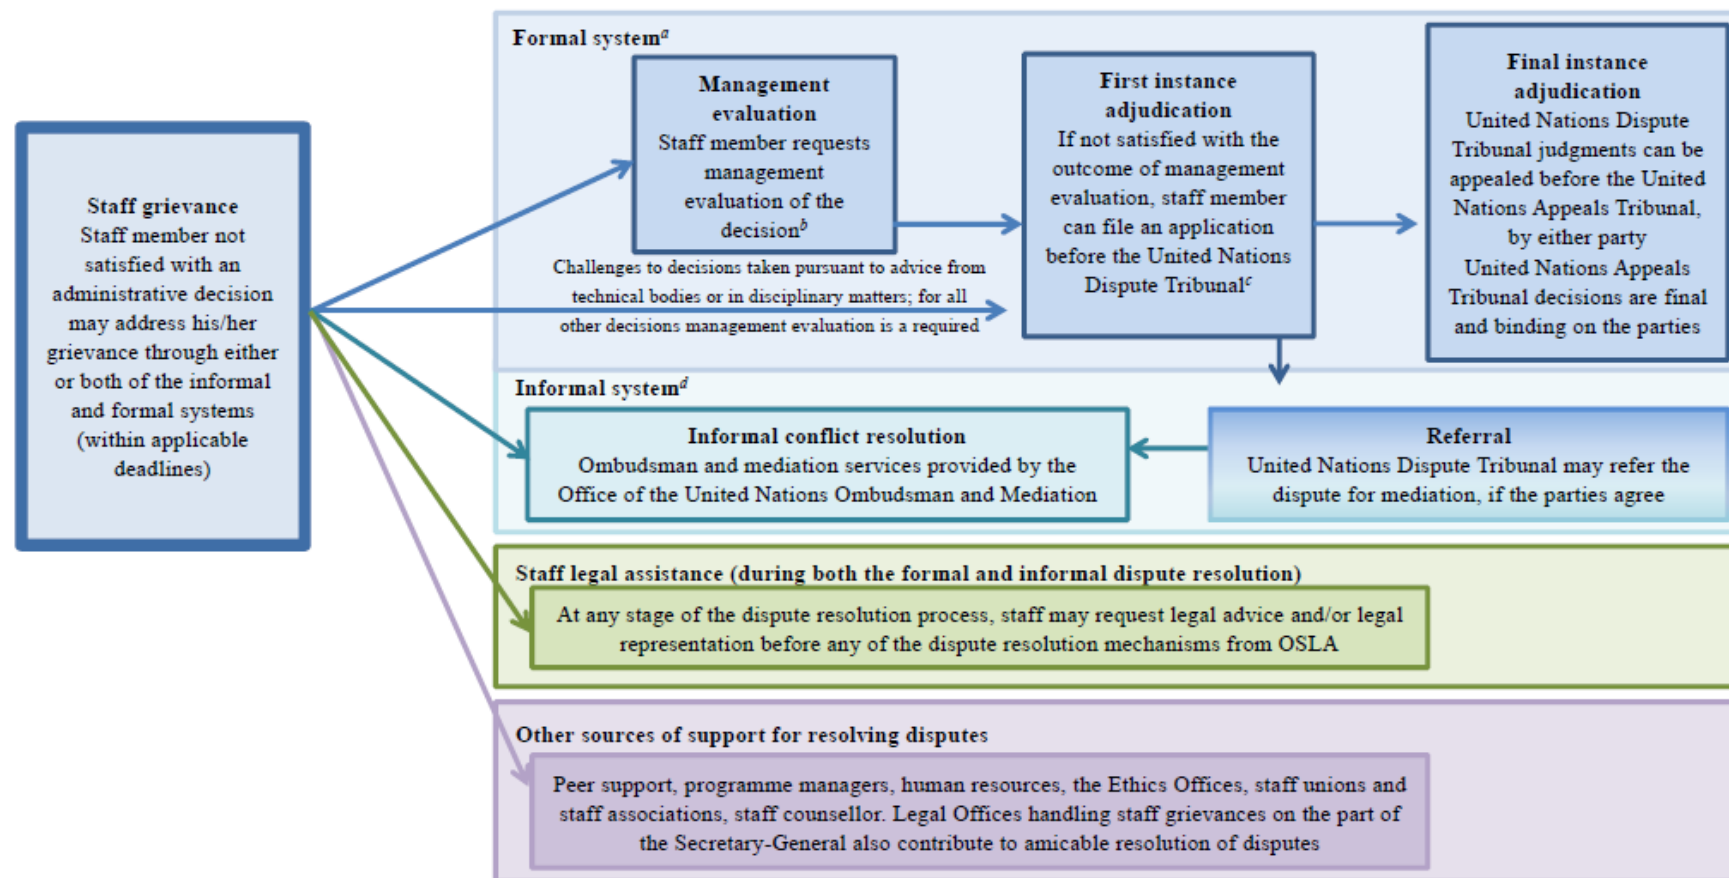 Staff grievance
Staff member not
satisfied with an
administrative decision
may address his/her
grievance through either
or both of the informal
and formal systems
(within applicable
deadlines)
Formal systemᵃ
Management
evaluation
Staff member requests
management
evaluation of the
decisionᵇ
Challenges to decisions taken pursuant to advice from
technical bodies or in disciplinary matters; for all
other decisions management evaluation is a required
First instance
adjudication
If not satisfied with the
outcome of management
evaluation, staff member
can file an application
before the United Nations
Dispute Tribunalᶜ
Final instance
adjudication
United Nations Dispute
Tribunal judgments can be
appealed before the United
Nations Appeals Tribunal,
by either party
United Nations Appeals
Tribunal decisions are final
and binding on the parties
Informal systemᵈ
Informal conflict resolution
Ombudsman and mediation services provided by the
Office of the United Nations Ombudsman and Mediation
Referral
United Nations Dispute Tribunal may refer the
dispute for mediation, if the parties agree
Staff legal assistance (during both the formal and informal dispute resolution)
At any stage of the dispute resolution process, staff may request legal advice and/or legal
representation before any of the dispute resolution mechanisms from OSLA
Other sources of support for resolving disputes
Peer support, programme managers, human resources, the Ethics Offices, staff unions and
staff associations, staff counsellor. Legal Offices handling staff grievances on the part of
the Secretary-General also contribute to amicable resolution of disputes